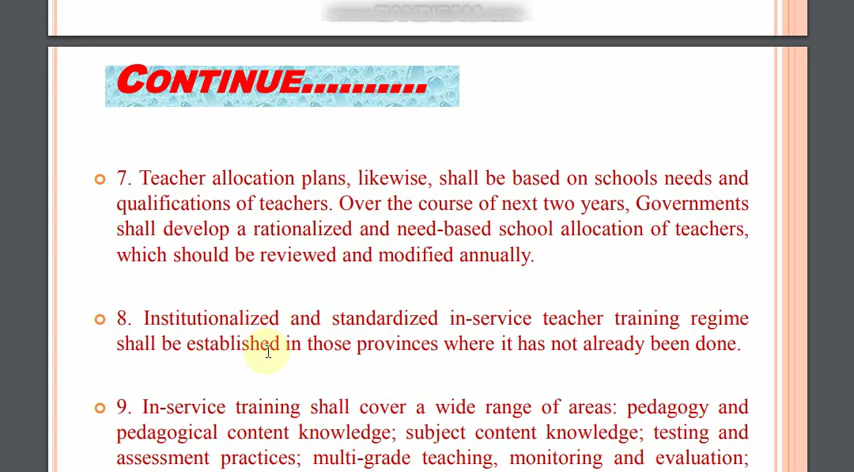 CONTINUE..........
7. Teacher allocation plans, likewise, shall be based on schools needs and
qualifications of teachers. Over the course of next two years, Governments
shall develop a rationalized and need-based school allocation of teachers,
which should be reviewed and modified annually.
8. Institutionalized and standardized in-service teacher training regime
shall be established in those provinces where it has not already been done.
9. In-service training shall cover a wide range of areas: pedagogy and
pedagogical content knowledge; subject content knowledge; testing and
assessment practices; multi-grade teaching, monitoring and evaluation;